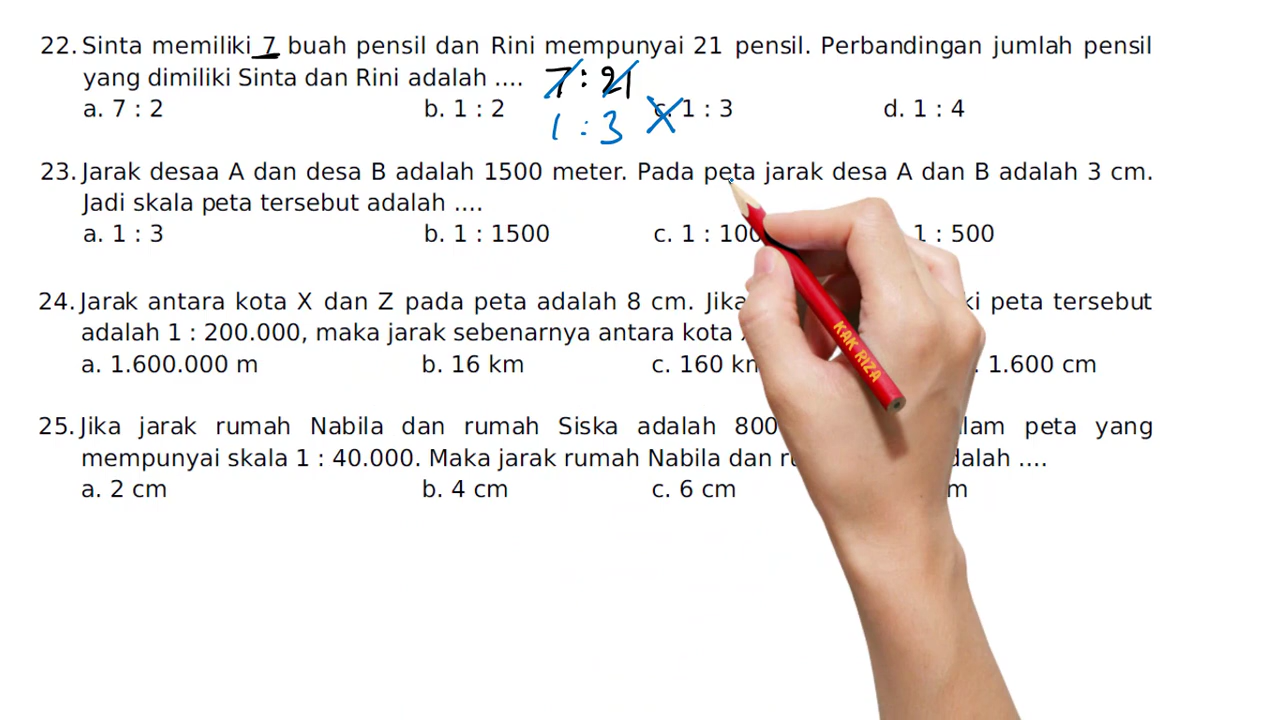 22. Sinta memiliki 7 buah pensil dan Rini mempunyai 21 pensil. Perbandingan jumlah pensil
yang dimiliki Sinta dan Rini adalah .... 7 : 21
a. 7 : 2 b. 1 : 2 c. 1 : 3 d. 1 : 4
1 : 3 X
23. Jarak desaa A dan desa B adalah 1500 meter. Pada peta jarak desa A dan B adalah 3 cm.
Jadi skala peta tersebut adalah ....
a. 1 : 3 b. 1 : 1500 c. 1 : 100 1 : 500
24. Jarak antara kota X dan Z pada peta adalah 8 cm. Jika peta tersebut
adalah 1 : 200.000, maka jarak sebenarnya antara kota
a. 1.600.000 m b. 16 km c. 160 km 1.600 cm
25. Jika jarak rumah Nabila dan rumah Siska adalah 800 peta yang
mempunyai skala 1 : 40.000. Maka jarak rumah Nabila dan ....
a. 2 cm b. 4 cm c. 6 cm
KAK RIZA